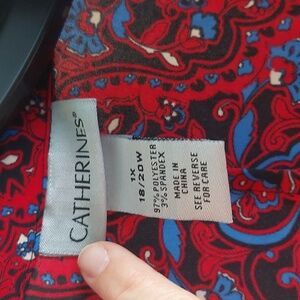 CATHERINES®
1X
18/20W
97% POLYESTER
3% SPANDEX
MADE IN
CHINA
SEE REVERSE
FOR CARE